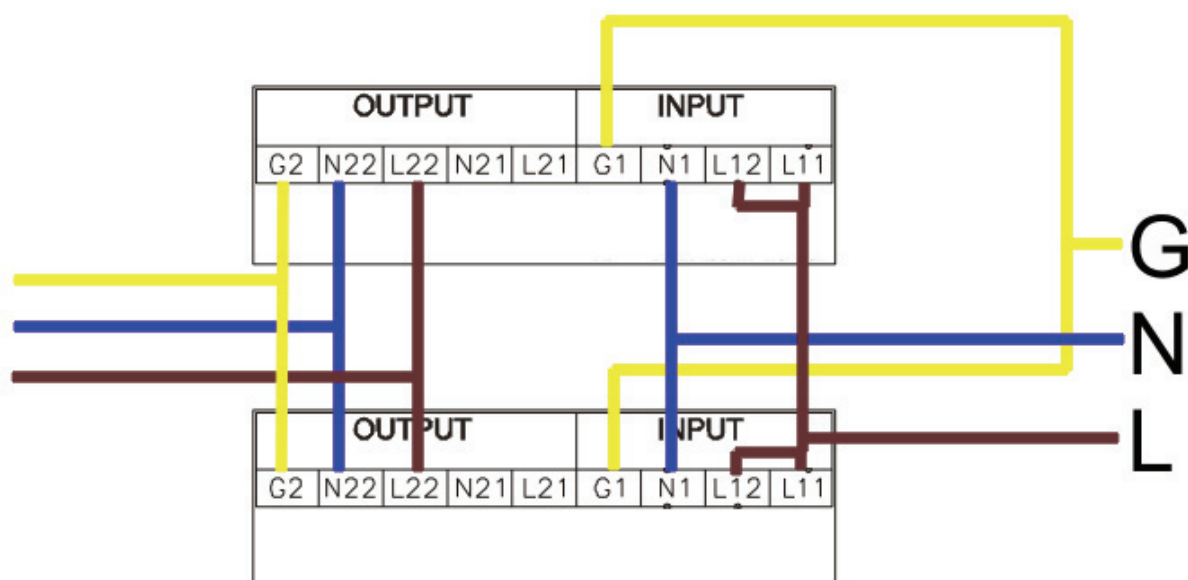 OUTPUT INPUT
G2 N22 L22 N21 L21 G1 N1 L12 L11
G
N
L
OUTPUT INPUT
G2 N22 L22 N21 L21 G1 N1 L12 L11